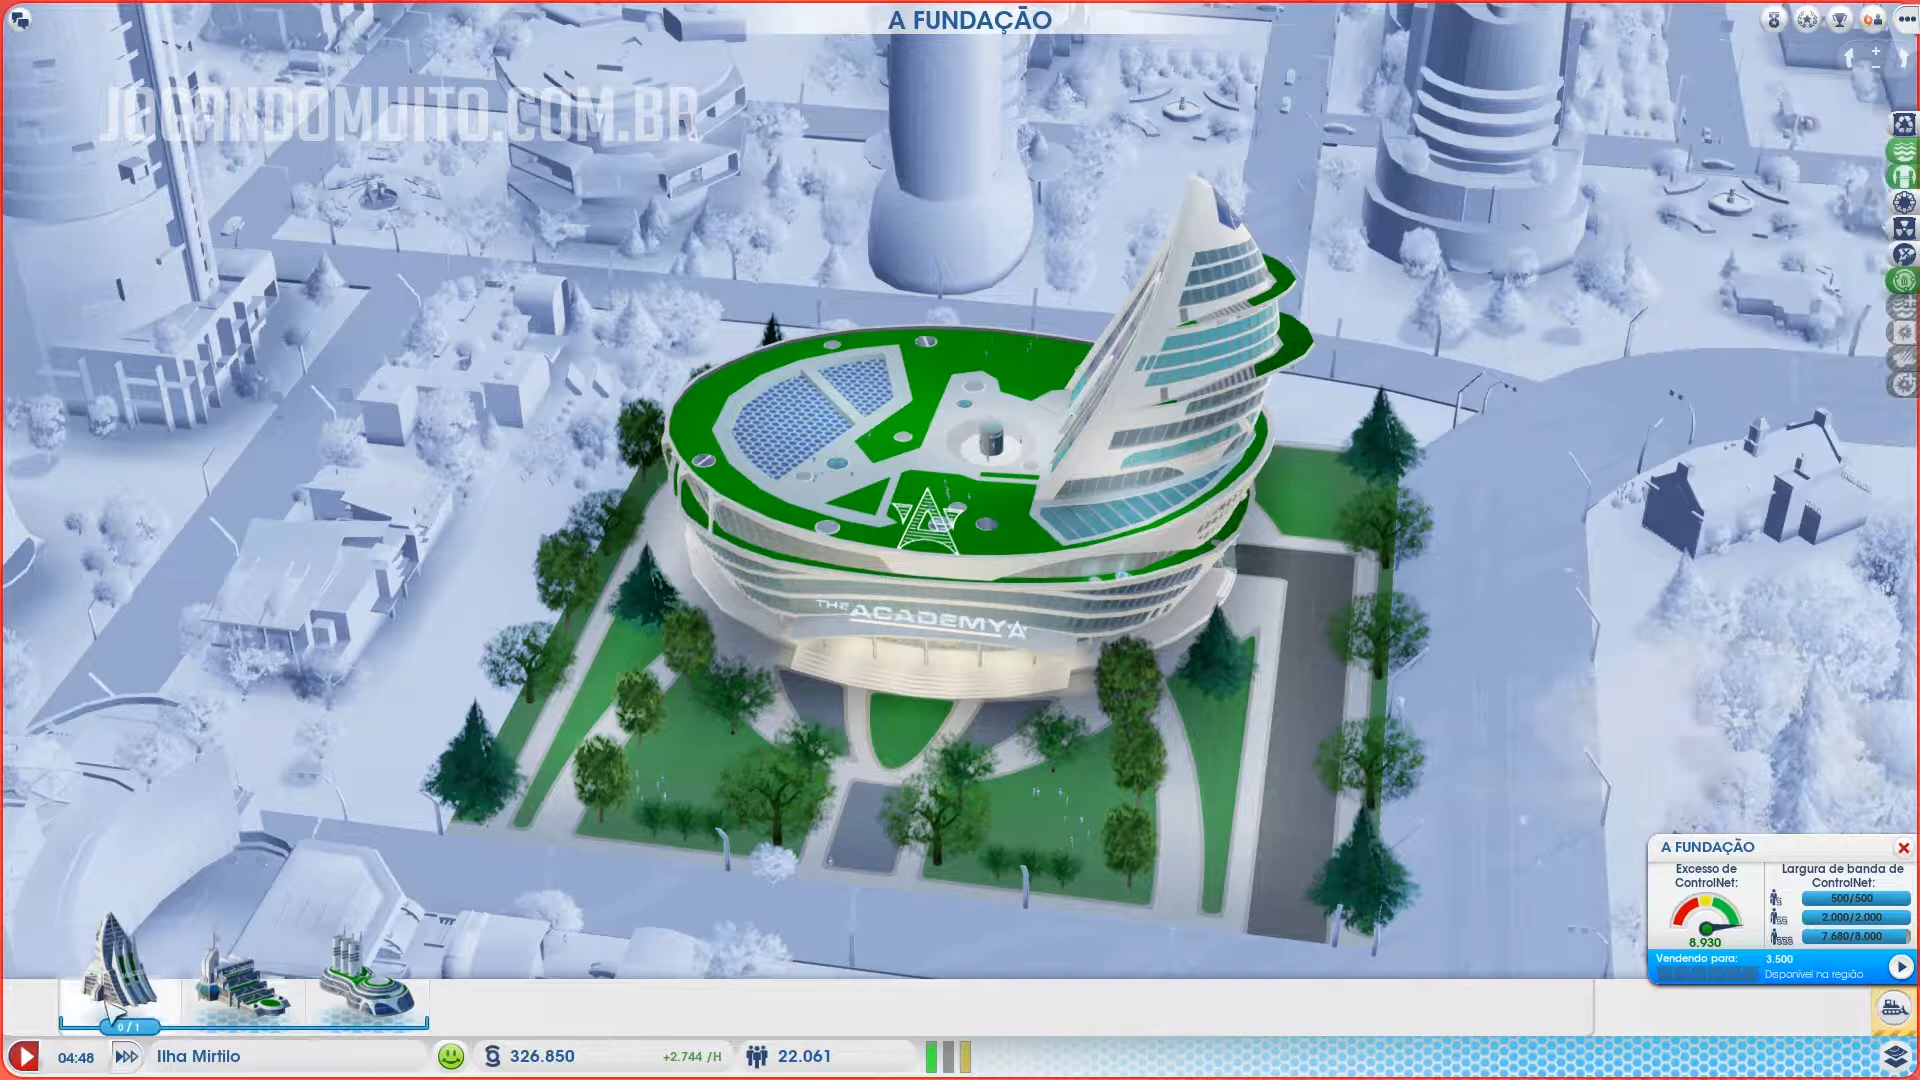 A FUNDAÇÃO
JOGANDOMUITO.COM.BR
THE ACADEMY
A FUNDAÇÃO
Excesso de ControlNet:
8.930
Largura de banda de ControlNet:
500/500
2.000/2.000
7.680/8.000
Vendendo para:
3.500
Disponível na região
0 / 1
04:48
Ilha Mirtilo
326.850
+2.744 /H
22.061